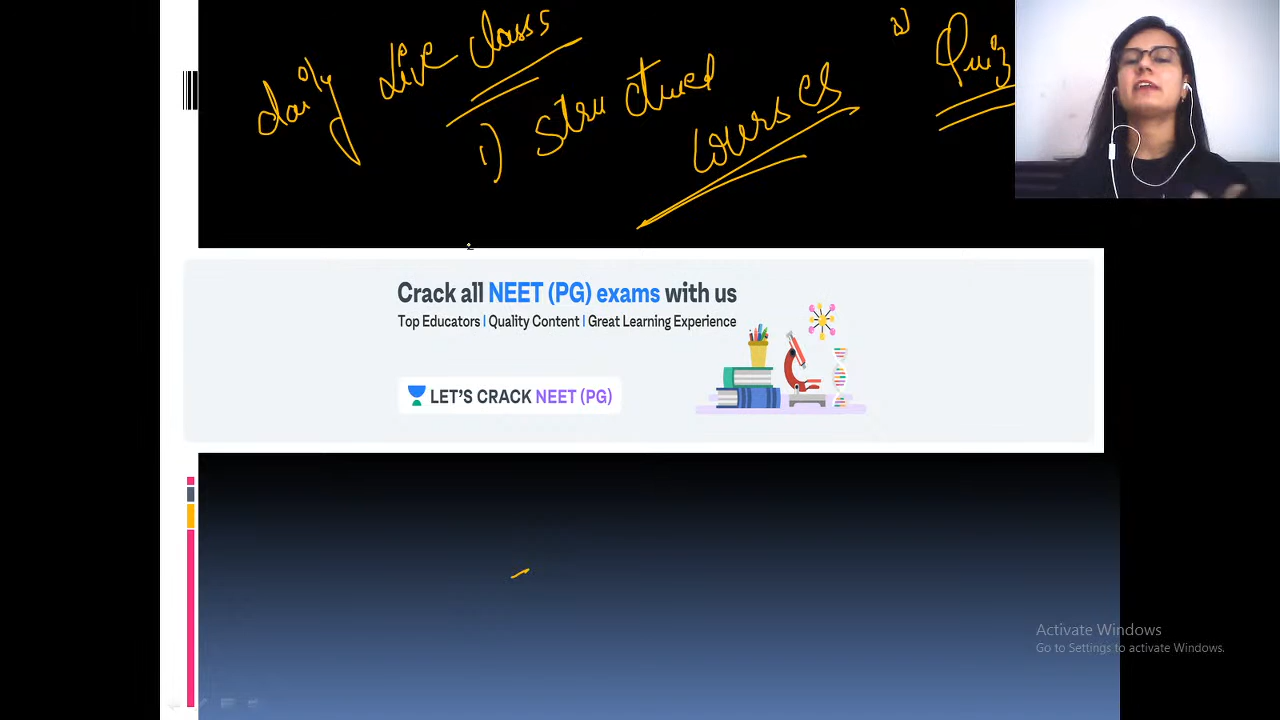 daily Live class
1) Structured
courses
2) Quiz
Crack all NEET (PG) exams with us
Top Educators | Quality Content | Great Learning Experience
LET'S CRACK NEET (PG)
Activate Windows
Go to Settings to activate Windows.